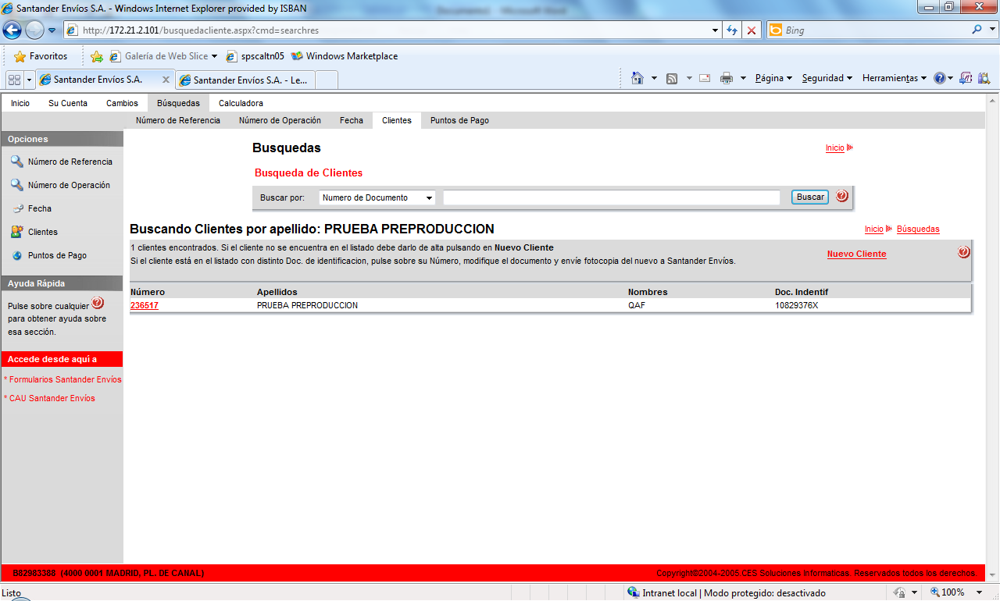 Santander Envíos S.A. - Windows Internet Explorer provided by ISBAN
http://172.21.2.101/busquedacliente.aspx?cmd=searchres
Bing
Favoritos
Galería de Web Slice
spscaltn05
Windows Marketplace
Santander Envíos S.A.
Santander Envíos S.A. - Le...
Página
Seguridad
Herramientas
Inicio
Su Cuenta
Cambios
Búsquedas
Calculadora
Número de Referencia
Número de Operación
Fecha
Clientes
Puntos de Pago
Opciones
Número de Referencia
Número de Operación
Fecha
Clientes
Puntos de Pago
Ayuda Rápida
Pulse sobre cualquier
para obtener ayuda sobre
esa sección.
Accede desde aquí a
* Formularios Santander Envíos
* CAU Santander Envíos
Busquedas
Inicio
Busqueda de Clientes
Buscar por:
Numero de Documento
Buscar
Buscando Clientes por apellido: PRUEBA PREPRODUCCION
Inicio
Búsquedas
1 clientes encontrados. Si el cliente no se encuentra en el listado debe darlo de alta pulsando en Nuevo Cliente
Si el cliente está en el listado con distinto Doc. de identificacion, pulse sobre su Número, modifique el documento y envíe fotocopia del nuevo a Santander Envíos.
Nuevo Cliente
Número Apellidos Nombres Doc. Indentif
236517 PRUEBA PREPRODUCCION QAF 10829376X
B82983388 (4000 0001 MADRID, PL. DE CANAL)
Copyright©2004-2005.CES Soluciones Informaticas. Reservados todos los derechos.
Listo
Intranet local | Modo protegido: desactivado
100%